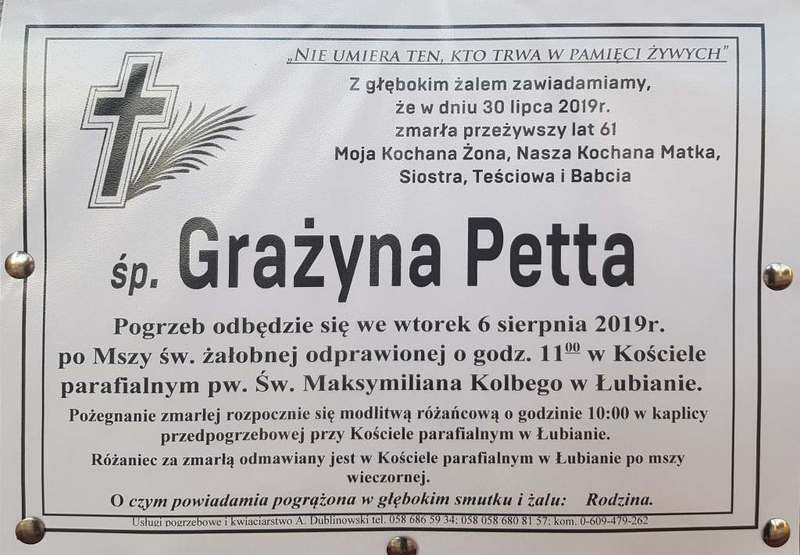 „NIE UMIERA TEN, KTO TRWA W PAMIĘCI ŻYWYCH”
Z głębokim żalem zawiadamiamy,
że w dniu 30 lipca 2019r.
zmarła przeżywszy lat 61
Moja Kochana Żona, Nasza Kochana Matka,
Siostra, Teściowa i Babcia
śp. Grażyna Petta
Pogrzeb odbędzie się we wtorek 6 sierpnia 2019r.
po Mszy św. żałobnej odprawionej o godz. 11⁰⁰ w Kościele
parafialnym pw. Św. Maksymiliana Kolbego w Łubianie.
Pożegnanie zmarłej rozpocznie się modlitwą różańcową o godzinie 10:00 w kaplicy
przedpogrzebowej przy Kościele parafialnym w Łubianie.
Różaniec za zmarłą odmawiany jest w Kościele parafialnym w Łubianie po mszy
wieczornej.
O czym powiadamia pogrążona w głębokim smutku i żalu: Rodzina.
Usługi pogrzebowe i kwiaciarstwo A. Dublinowski tel. 058 686 59 34; 058 058 680 81 57; kom. 0-609-479-262